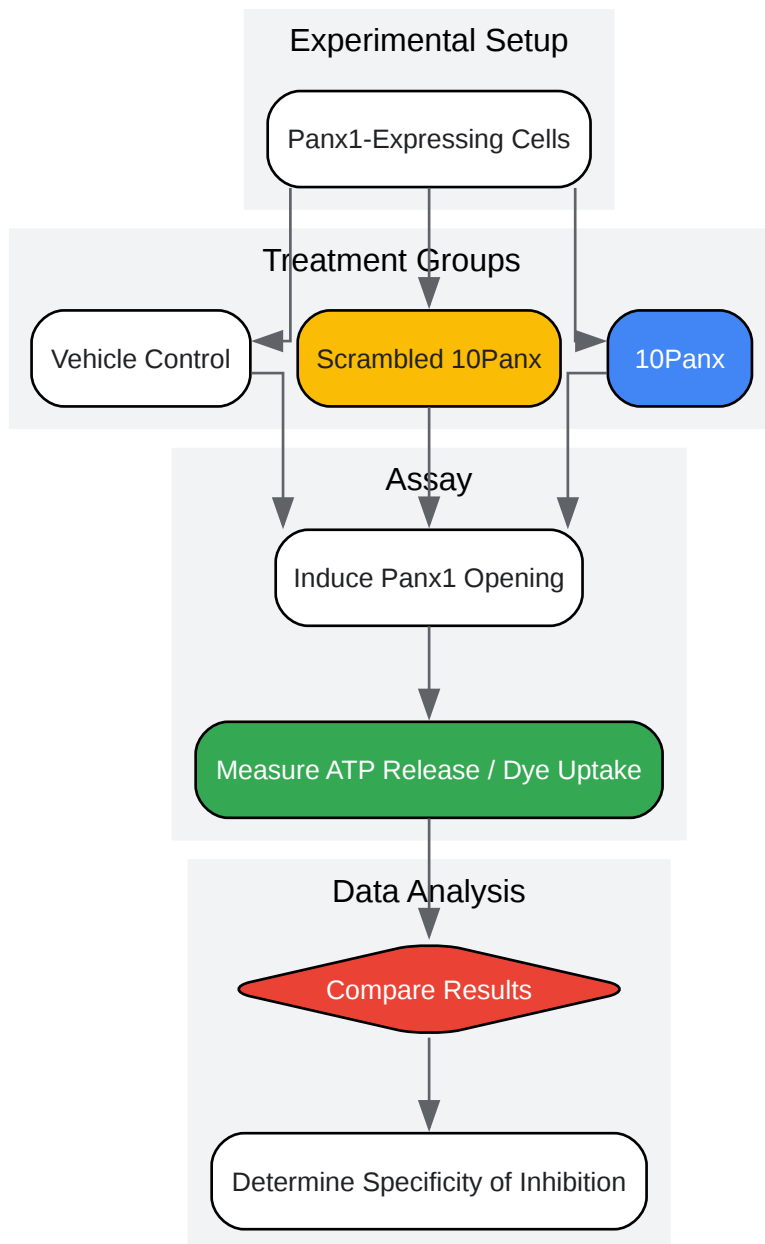 Experimental Setup
Panx1-Expressing Cells
Treatment Groups
Vehicle Control
Scrambled 10Panx
10Panx
Assay
Induce Panx1 Opening
Measure ATP Release / Dye Uptake
Data Analysis
Compare Results
Determine Specificity of Inhibition